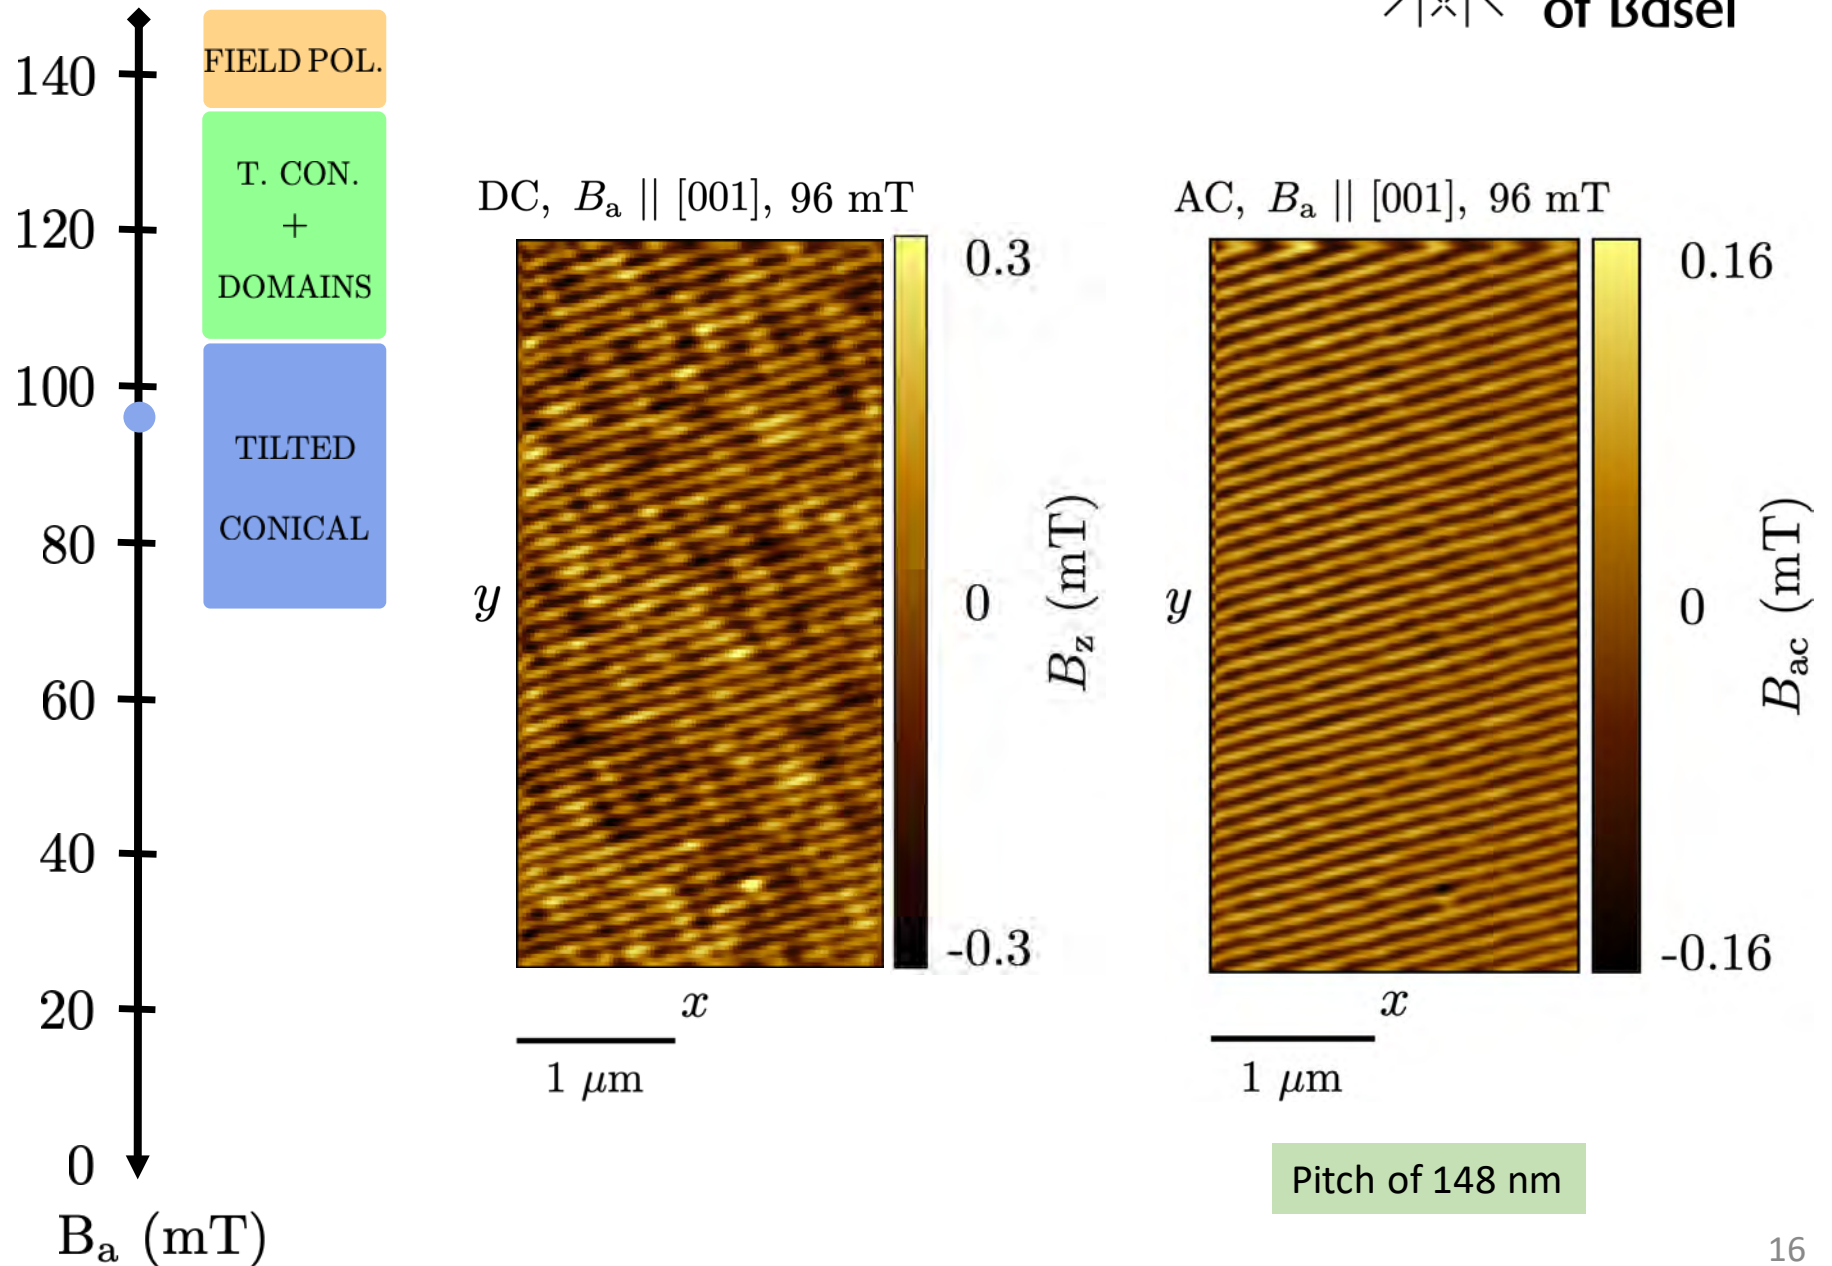 of Basel
140
120
100
80
60
40
20
0
Bₐ (mT)
FIELD POL.
T. CON.
+
DOMAINS
TILTED
CONICAL
DC, Bₐ || [001], 96 mT
y
x
1 μm
0.3
0
-0.3
B_z (mT)
AC, Bₐ || [001], 96 mT
y
x
1 μm
0.16
0
-0.16
B_ac (mT)
Pitch of 148 nm
16